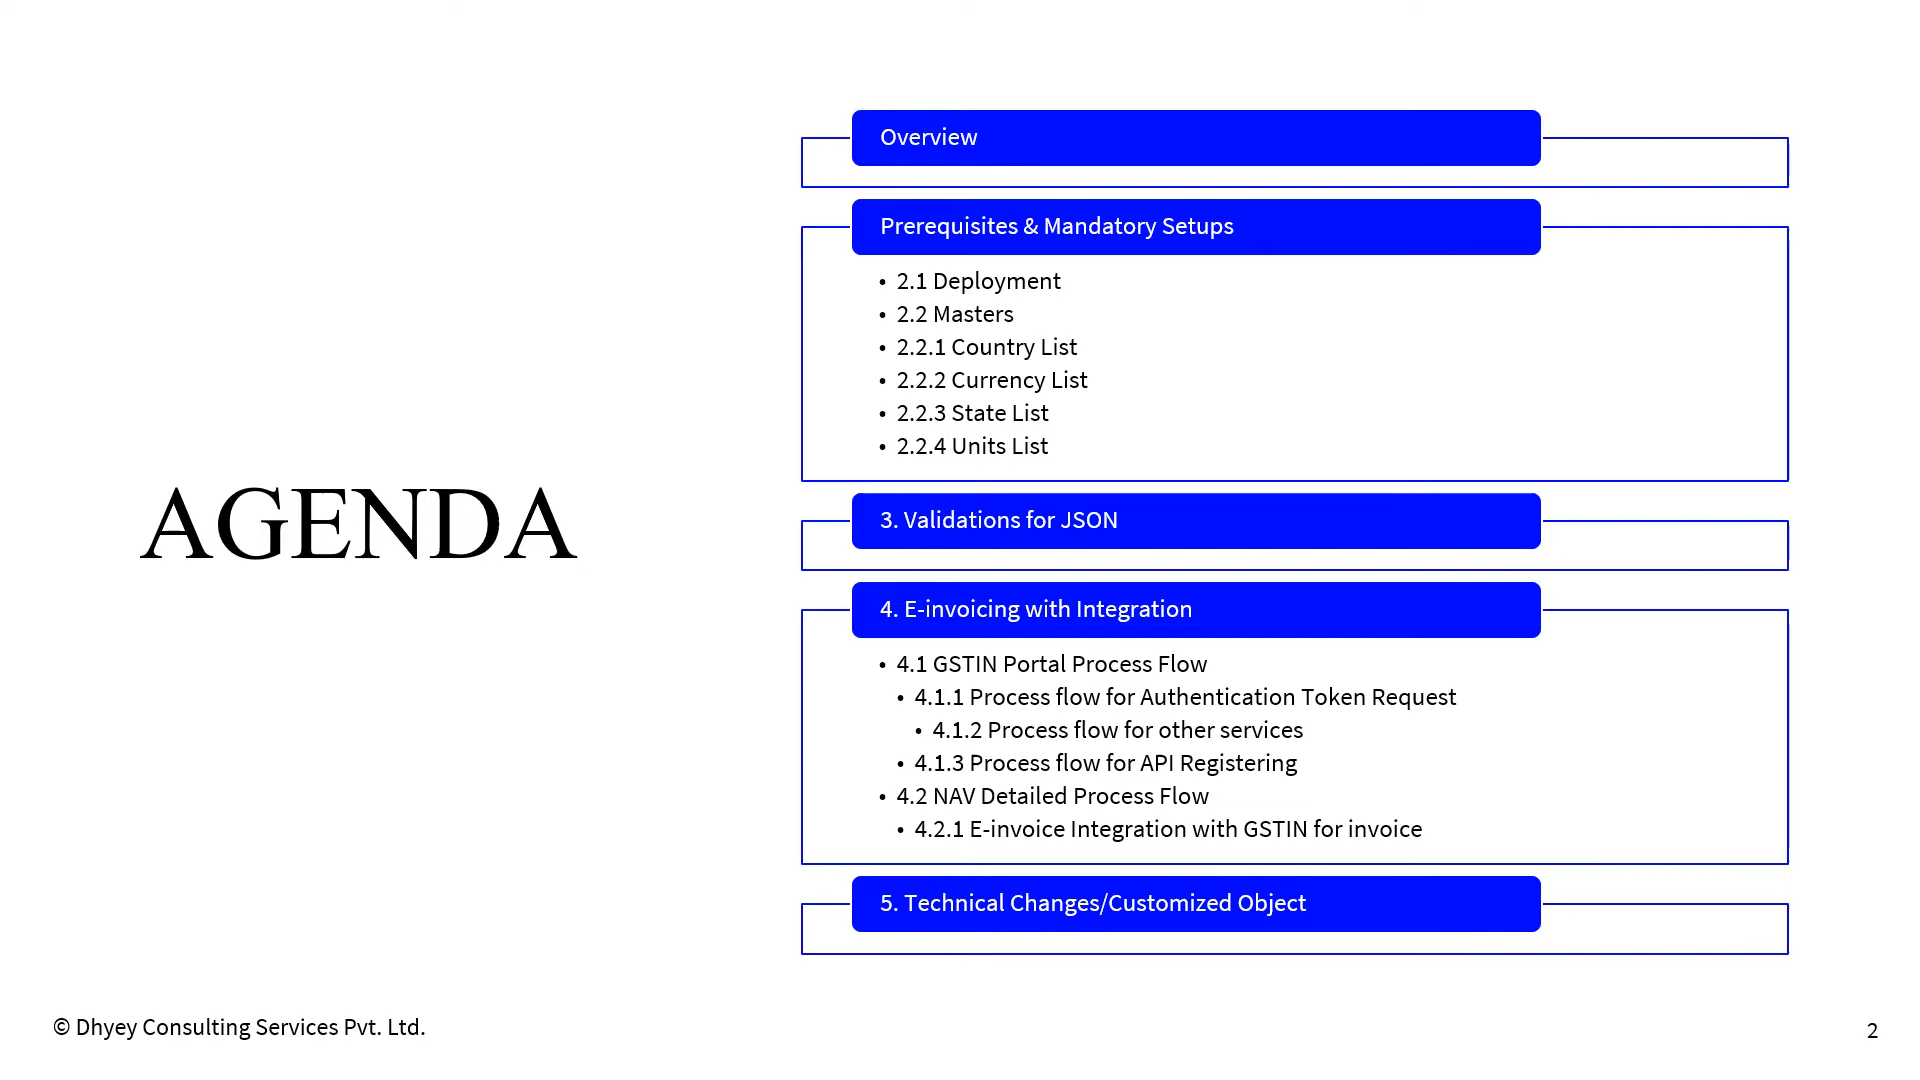 AGENDA
Overview
Prerequisites & Mandatory Setups
• 2.1 Deployment
• 2.2 Masters
• 2.2.1 Country List
• 2.2.2 Currency List
• 2.2.3 State List
• 2.2.4 Units List
3. Validations for JSON
4. E-invoicing with Integration
• 4.1 GSTIN Portal Process Flow
• 4.1.1 Process flow for Authentication Token Request
• 4.1.2 Process flow for other services
• 4.1.3 Process flow for API Registering
• 4.2 NAV Detailed Process Flow
• 4.2.1 E-invoice Integration with GSTIN for invoice
5. Technical Changes/Customized Object
© Dhyey Consulting Services Pvt. Ltd.
2